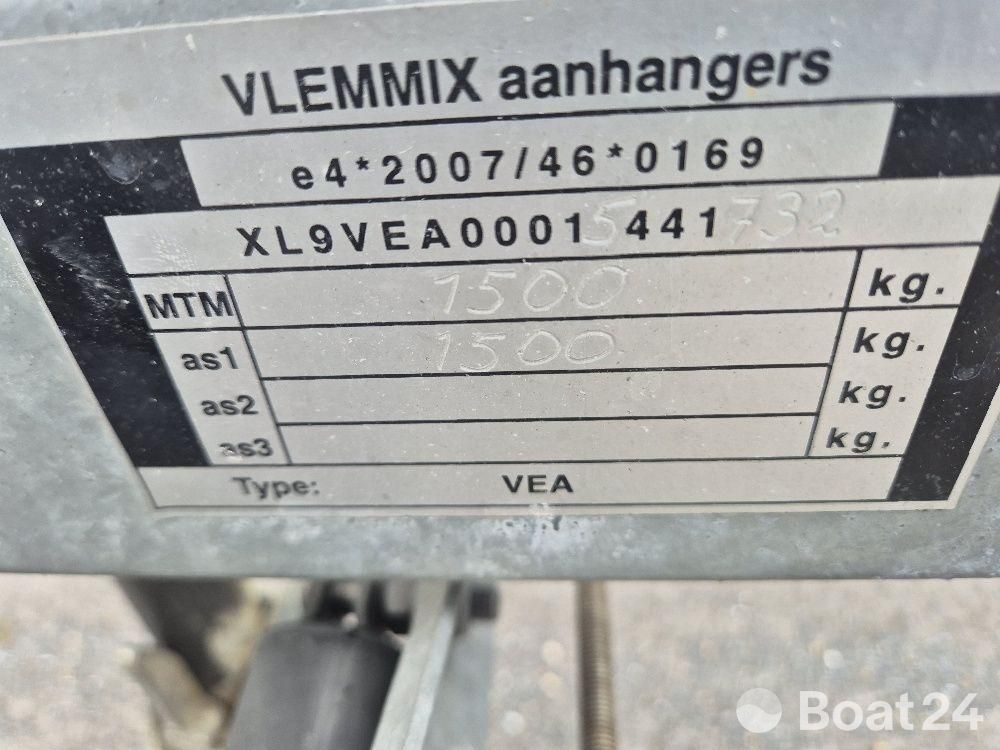 VLEMMIX aanhangers
e4*2007/46*0169
XL9VEA00015441732
MTM 1500 kg.
as1 1500 kg.
as2 kg.
as3 kg.
Type: VEA
Boat24